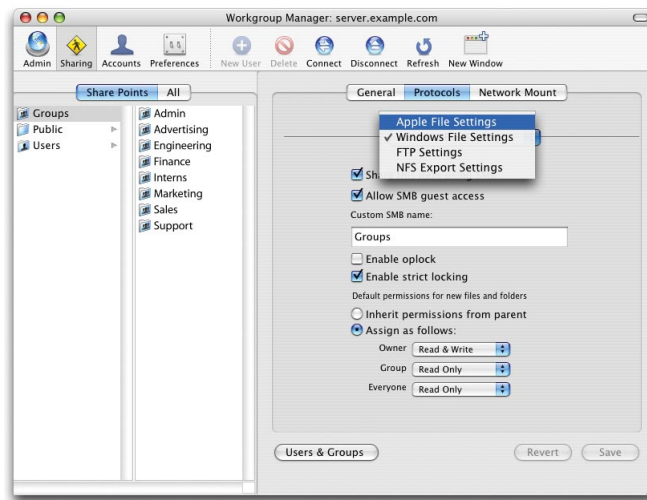 Workgroup Manager: server.example.com
Admin Sharing Accounts Preferences New User Delete Connect Disconnect Refresh New Window
Share Points All
General Protocols Network Mount
Groups
Public
Users
Admin
Advertising
Engineering
Finance
Interns
Marketing
Sales
Support
Apple File Settings
✓ Windows File Settings
FTP Settings
NFS Export Settings
Allow SMB guest access
Custom SMB name:
Groups
Enable oplock
Enable strict locking
Default permissions for new files and folders
Inherit permissions from parent
Assign as follows:
Owner Read & Write
Group Read Only
Everyone Read Only
Users & Groups
Revert Save